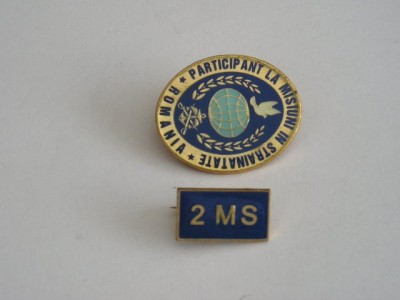 ★ PARTICIPANT LA MISIUNI IN STRAINATATE ★
ROMANIA
2 MS